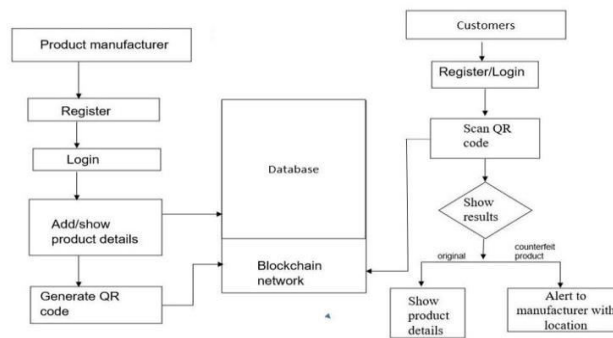 Product manufacturer
Register
Login
Add/show
product details
Generate QR
code
Database
Blockchain
network
Customers
Register/Login
Scan QR
code
Show
results
original
counterfeit
product
Show
product
details
Alert to
manufacturer with
location